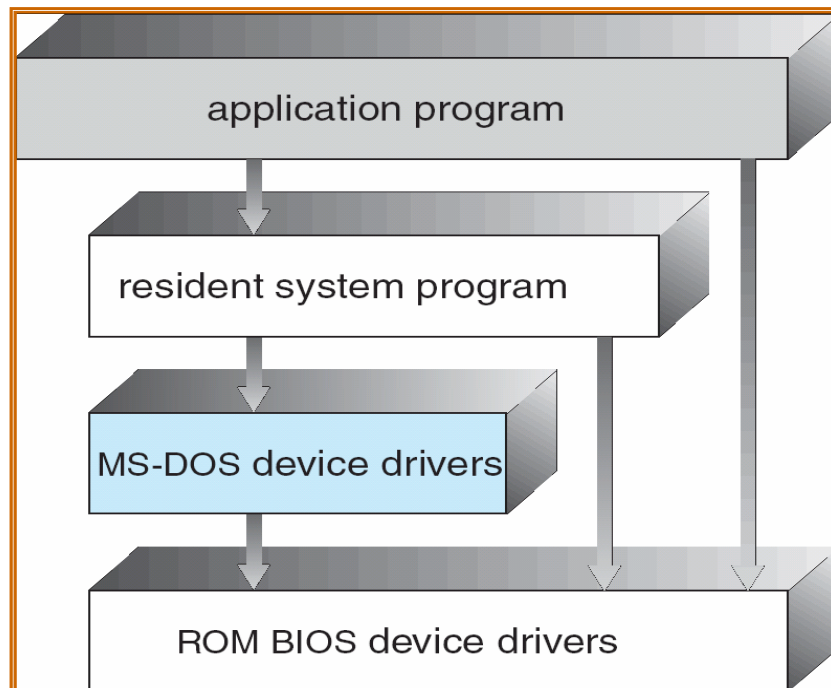 application program
resident system program
MS-DOS device drivers
ROM BIOS device drivers